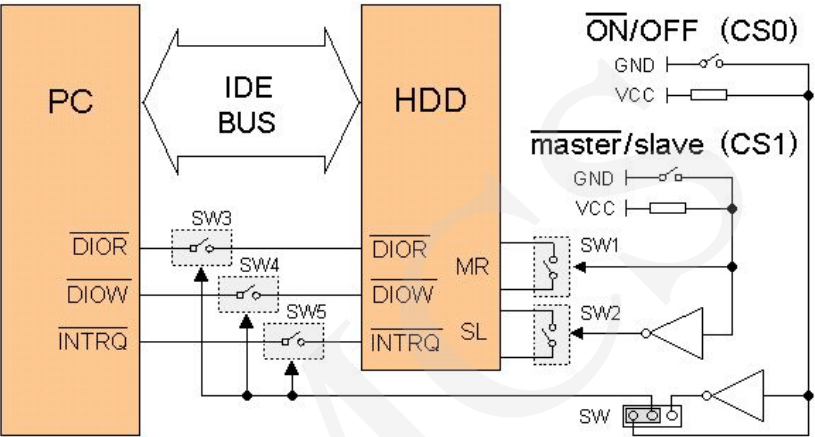 ON/OFF (CS0)
GND
VCC
PC
IDE
BUS
HDD
master/slave (CS1)
GND
VCC
SW3
DIOR
DIOR
SW1
MR
SW4
DIOW
DIOW
SW5
SW2
SL
INTRQ
INTRQ
SW
MCS